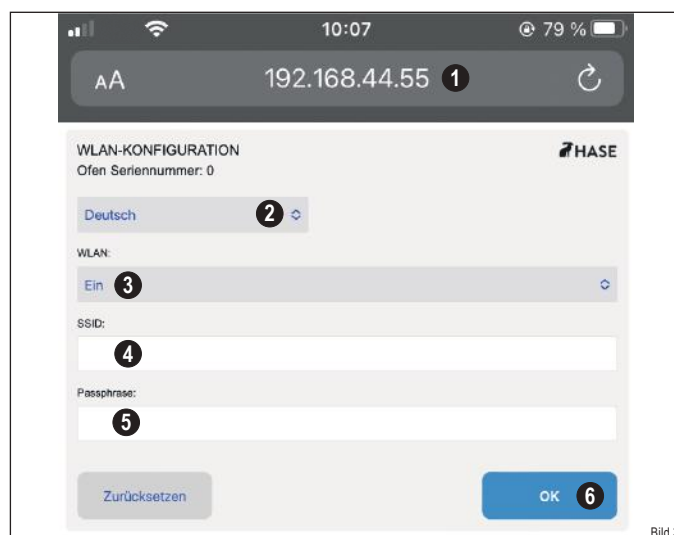 10:07
79 %
AA 192.168.44.55 1
WLAN-KONFIGURATION
HASE
Ofen Seriennummer: 0
Deutsch 2
WLAN:
Ein 3
SSID:
4
Passphrase:
5
Zurücksetzen
OK 6
Bild